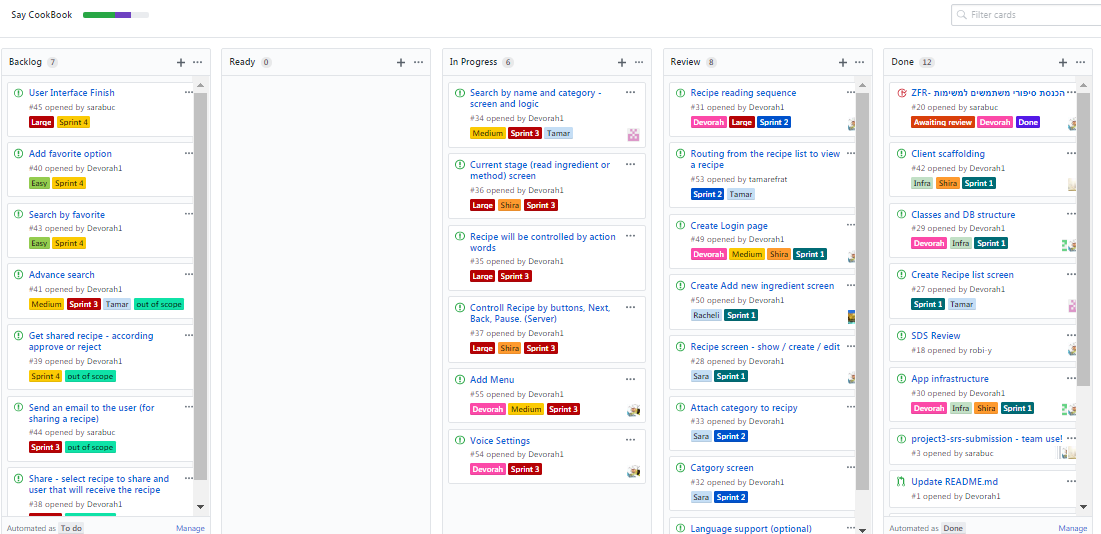 Say CookBook
Filter cards
Backlog 7
User Interface Finish
#45 opened by sarabuc
Large Sprint 4
Add favorite option
#40 opened by Devorah1
Easy Sprint 4
Search by favorite
#43 opened by Devorah1
Easy Sprint 4
Advance search
#41 opened by Devorah1
Medium Sprint 3 Tamar out of scope
Get shared recipe - according
approve or reject
#39 opened by Devorah1
Sprint 4 out of scope
Send an email to the user (for
sharing a recipe)
#44 opened by sarabuc
Sprint 3 out of scope
Share - select recipe to share and
user that will receive the recipe
#38 opened by Devorah1
Automated as To do Manage
Ready 0
In Progress 6
Search by name and category -
screen and logic
#34 opened by Devorah1
Medium Sprint 3 Tamar
Current stage (read ingredient or
method) screen
#36 opened by Devorah1
Large Shira Sprint 3
Recipe will be controlled by action
words
#35 opened by Devorah1
Large Sprint 3
Controll Recipe by buttons, Next,
Back, Pause. (Server)
#37 opened by Devorah1
Large Shira Sprint 3
Add Menu
#55 opened by Devorah1
Devorah Medium Sprint 3
Voice Settings
#54 opened by Devorah1
Devorah Sprint 3
Review 8
Recipe reading sequence
#31 opened by Devorah1
Devorah Large Sprint 2
Routing from the recipe list to view
a recipe
#53 opened by tamarefrat
Sprint 2 Tamar
Create Login page
#49 opened by Devorah1
Devorah Medium Shira Sprint 1
Create Add new ingredient screen
#50 opened by Devorah1
Racheli Sprint 1
Recipe screen - show / create / edit
#28 opened by Devorah1
Sara Sprint 1
Attach category to recipy
#33 opened by Devorah1
Sara Sprint 2
Catgory screen
#32 opened by Devorah1
Sara Sprint 2
Language support (optional)
Done 12
ZFR- הכנסת סיפורי משתמשים למשימות
#20 opened by sarabuc
Awaiting review Devorah Done
Client scaffolding
#42 opened by Devorah1
Infra Shira Sprint 1
Classes and DB structure
#29 opened by Devorah1
Devorah Infra Sprint 1
Create Recipe list screen
#27 opened by Devorah1
Sprint 1 Tamar
SDS Review
#18 opened by robi-y
App infrastructure
#30 opened by Devorah1
Devorah Infra Shira Sprint 1
project3-srs-submission - team use!
#3 opened by sarabuc
Update README.md
#1 opened by Devorah1
Automated as Done Manage